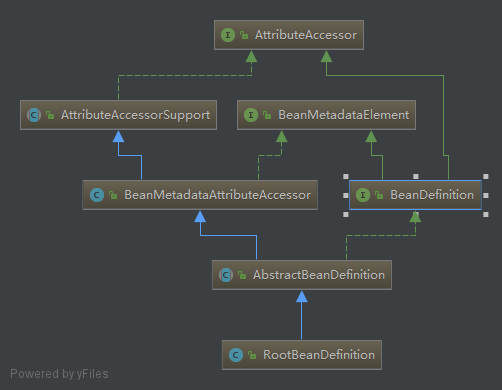 AttributeAccessor
AttributeAccessorSupport
BeanMetadataElement
BeanMetadataAttributeAccessor
BeanDefinition
AbstractBeanDefinition
RootBeanDefinition
Powered by yFiles